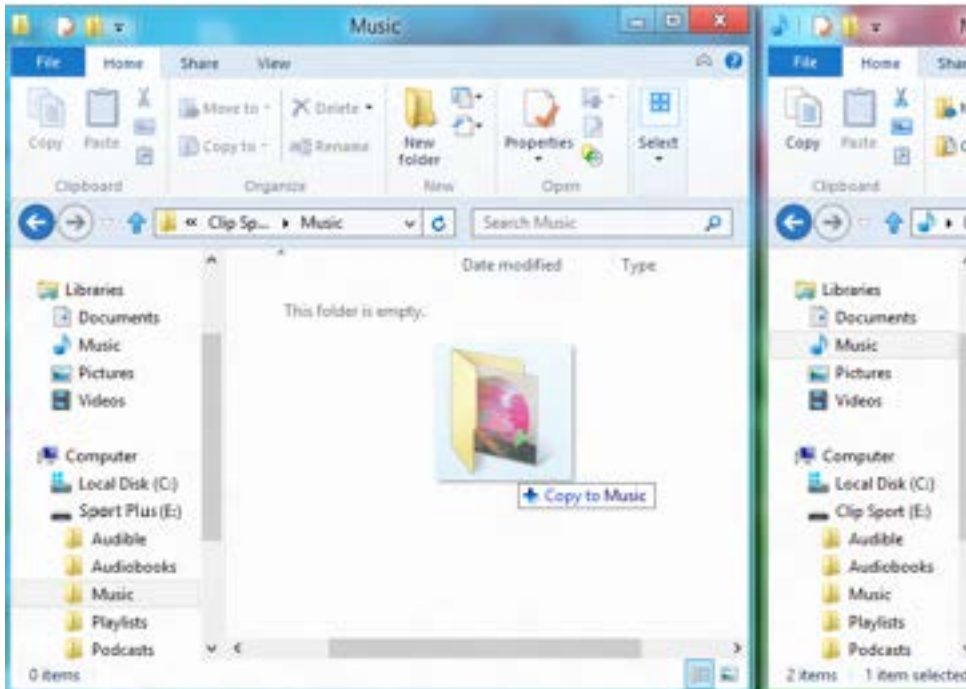 Music
File Home Share View
Copy Paste Move to Copy to Delete Rename New folder Properties Select
Clipboard Organize New Open
« Clip Sp... Music
Search Music
Date modified Type
This folder is empty.
Copy to Music
Libraries
Documents
Music
Pictures
Videos
Computer
Local Disk (C:)
Sport Plus (E:)
Audible
Audiobooks
Music
Playlists
Podcasts
0 items
File Home Shar
Copy Paste
Clipboard
Libraries
Documents
Music
Pictures
Videos
Computer
Local Disk (C:)
Clip Sport (E:)
Audible
Audiobooks
Music
Playlists
Podcasts
2 items 1 item selected